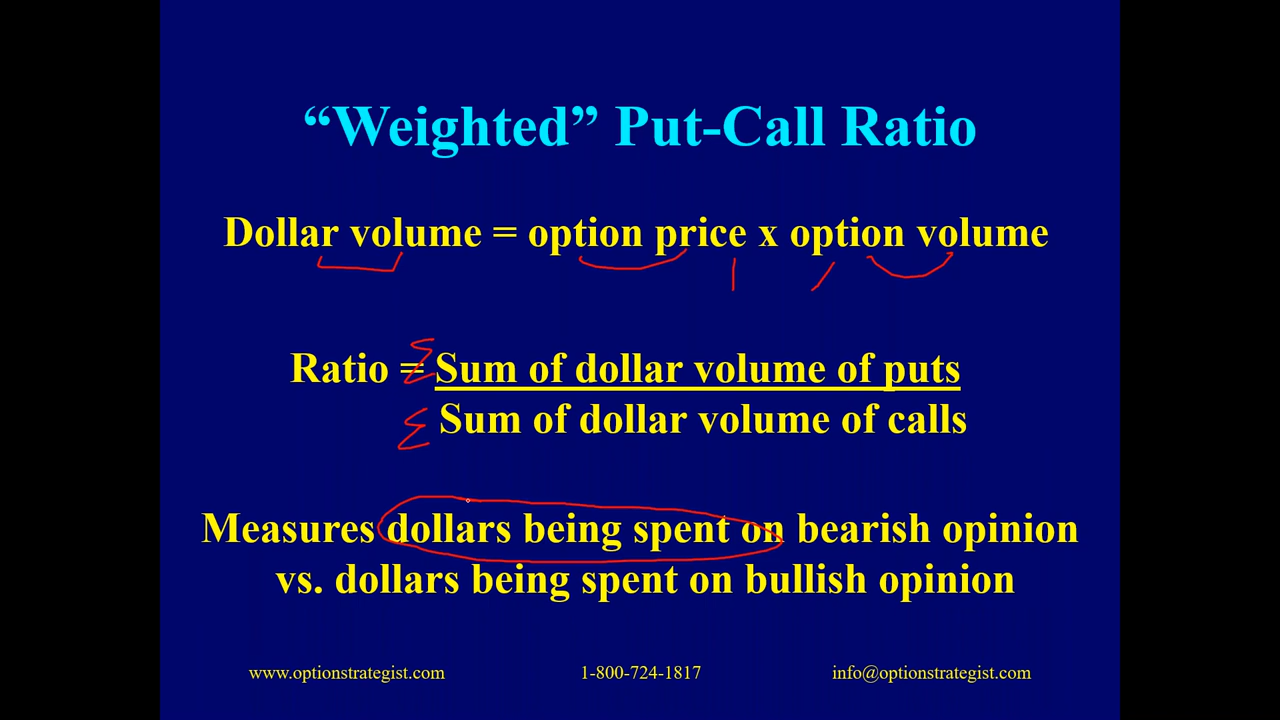 “Weighted” Put-Call Ratio
Dollar volume = option price x option volume
Ratio = Sum of dollar volume of puts
Σ
Sum of dollar volume of calls
Σ
Measures dollars being spent on bearish opinion
vs. dollars being spent on bullish opinion
www.optionstrategist.com 1-800-724-1817 info@optionstrategist.com